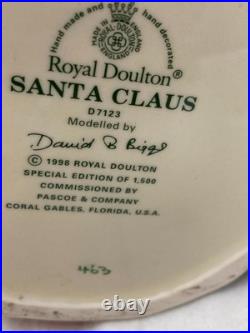 Hand made and hand decorated
MADE IN
ENGLAND
Royal Doulton®
SANTA CLAUS
D7123
Modelled by
David B Biggs
© 1998 ROYAL DOULTON
SPECIAL EDITION OF 1,500
COMMISSIONED BY
PASCOE & COMPANY
CORAL GABLES, FLORIDA, U.S.A.
463